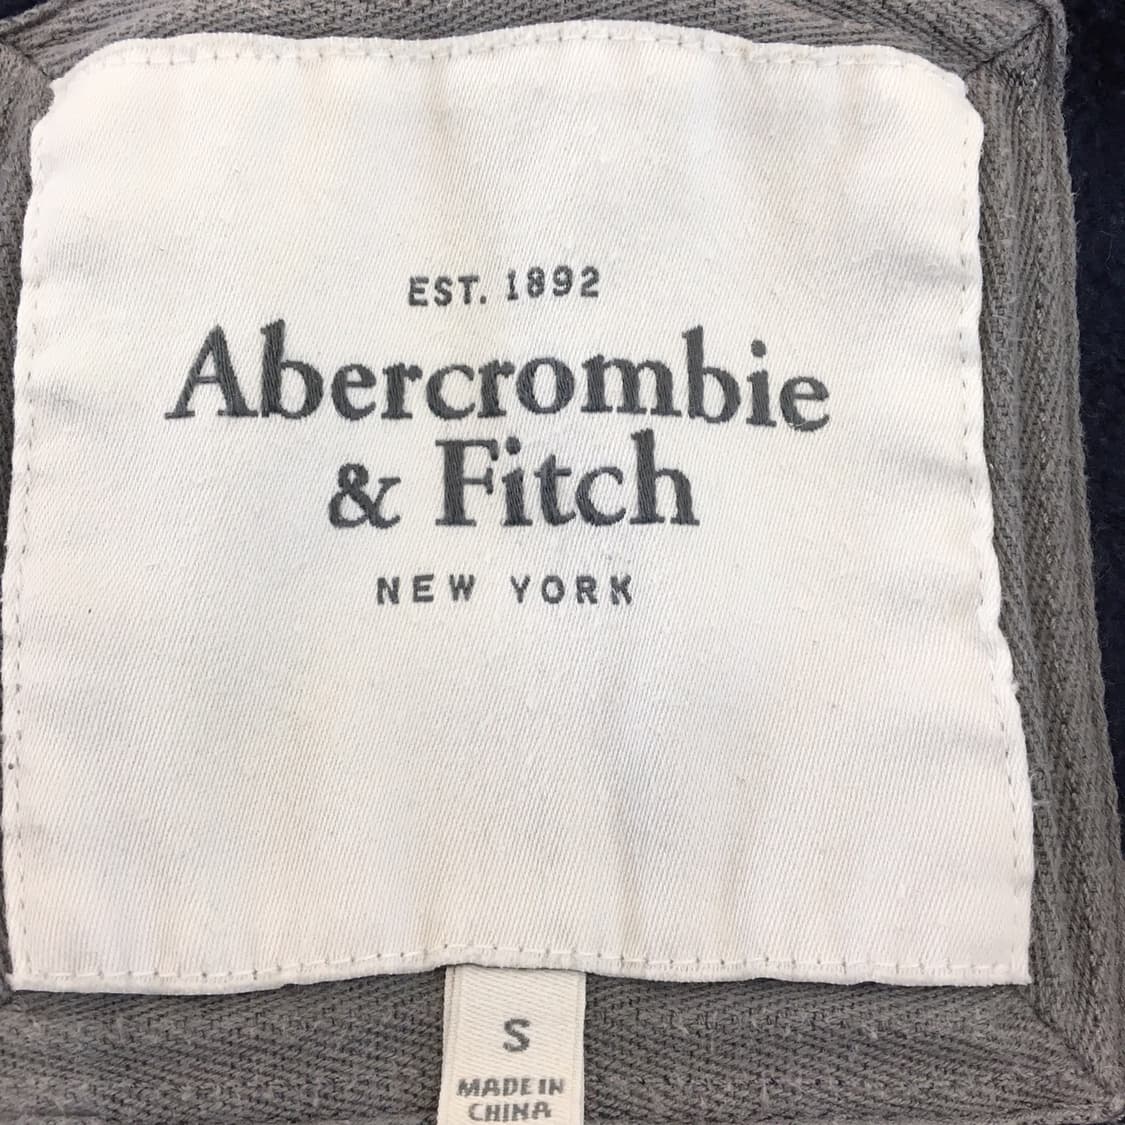 EST. 1892
Abercrombie
& Fitch
NEW YORK
S
MADE IN
CHINA